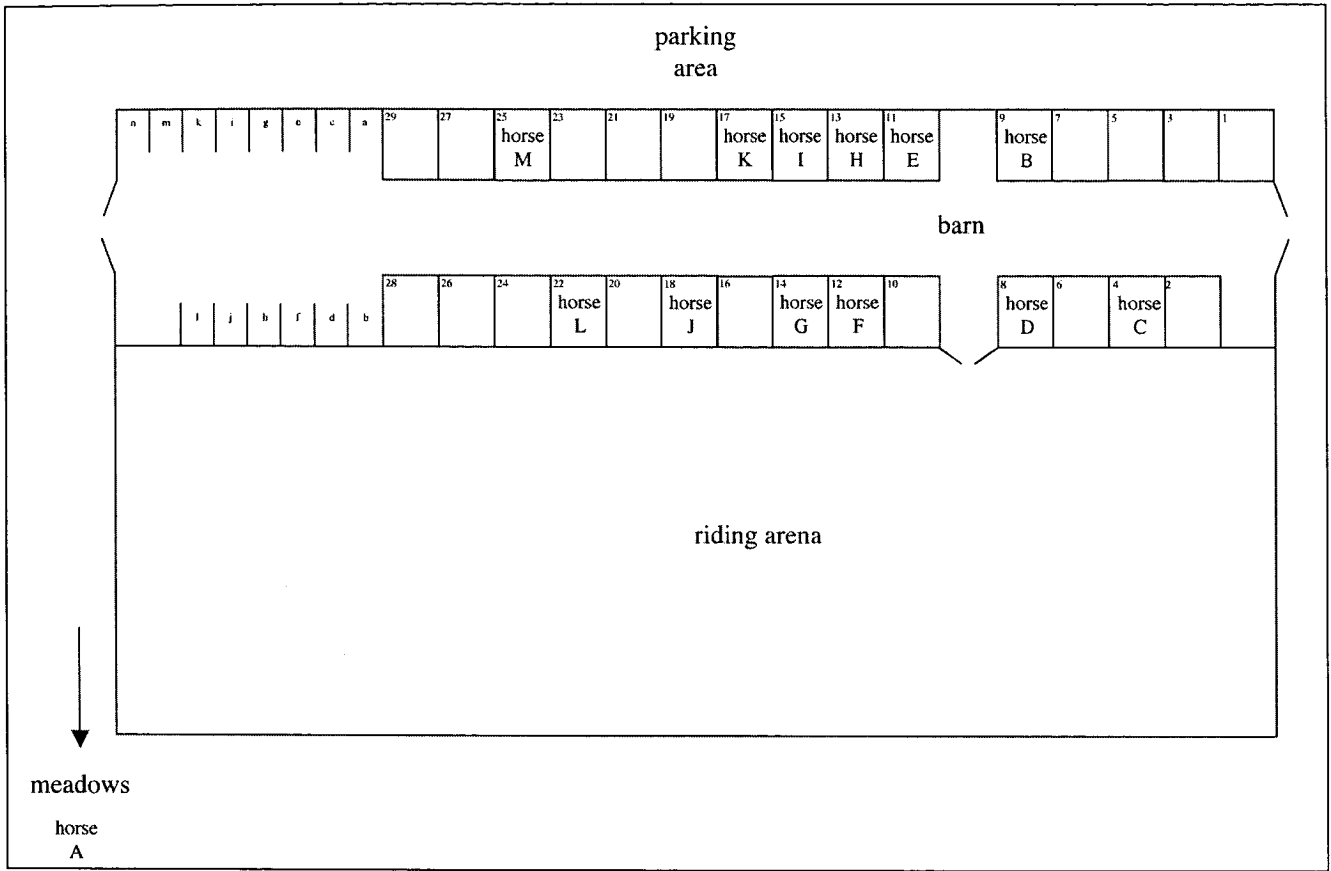 parking
area
n m k i g e c a 29 27 25 23 21 19 17 15 13 11 9 7 5 3 1
horse horse horse horse horse horse
M K I H E B
barn
28 26 24 22 20 18 16 14 12 10 8 6 4 2
horse horse horse horse horse horse
L J G F D C
l j h f d b
riding arena
meadows
horse
A